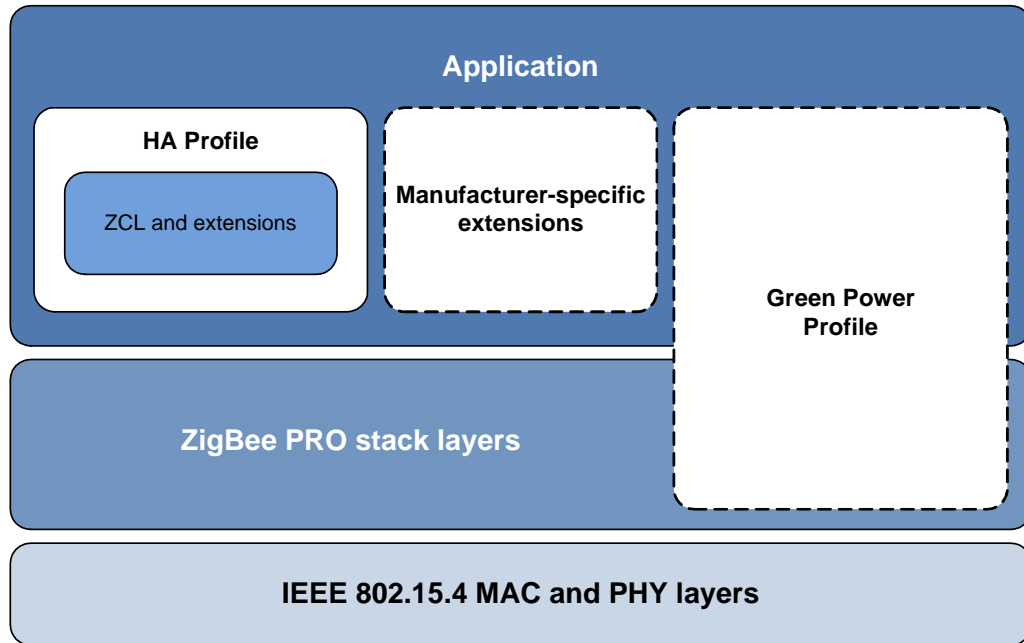 Application
HA Profile
ZCL and extensions
Manufacturer-specific
extensions
Green Power
Profile
ZigBee PRO stack layers
IEEE 802.15.4 MAC and PHY layers